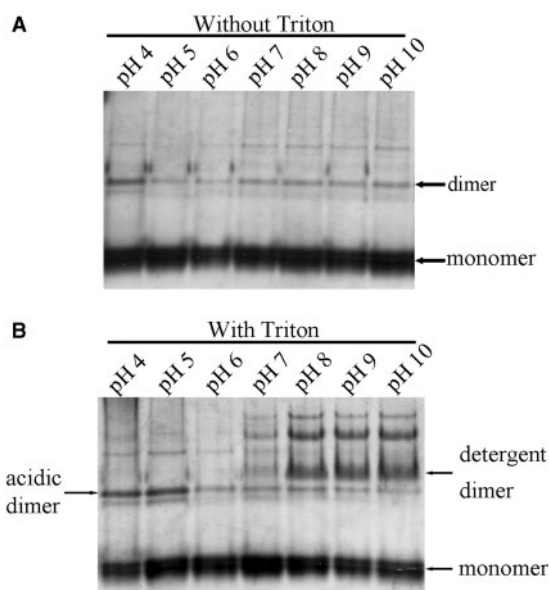 A
Without Triton
pH 4 pH 5 pH 6 pH 7 pH 8 pH 9 pH 10
dimer
monomer
B
With Triton
pH 4 pH 5 pH 6 pH 7 pH 8 pH 9 pH 10
acidic
dimer
detergent
dimer
monomer